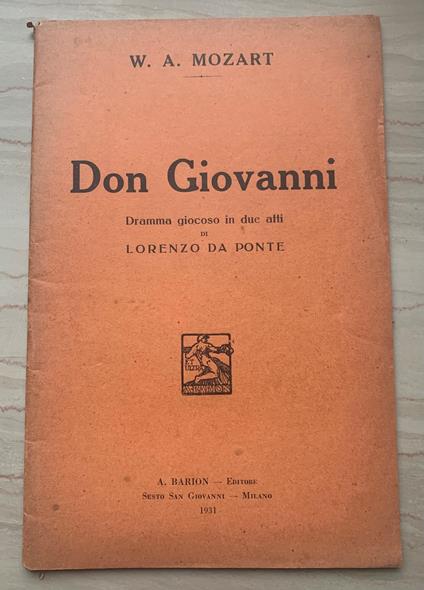 W. A. MOZART
Don Giovanni
Dramma giocoso in due atti
DI
LORENZO DA PONTE
A. BARION — EDITORE
SESTO SAN GIOVANNI — MILANO
1931